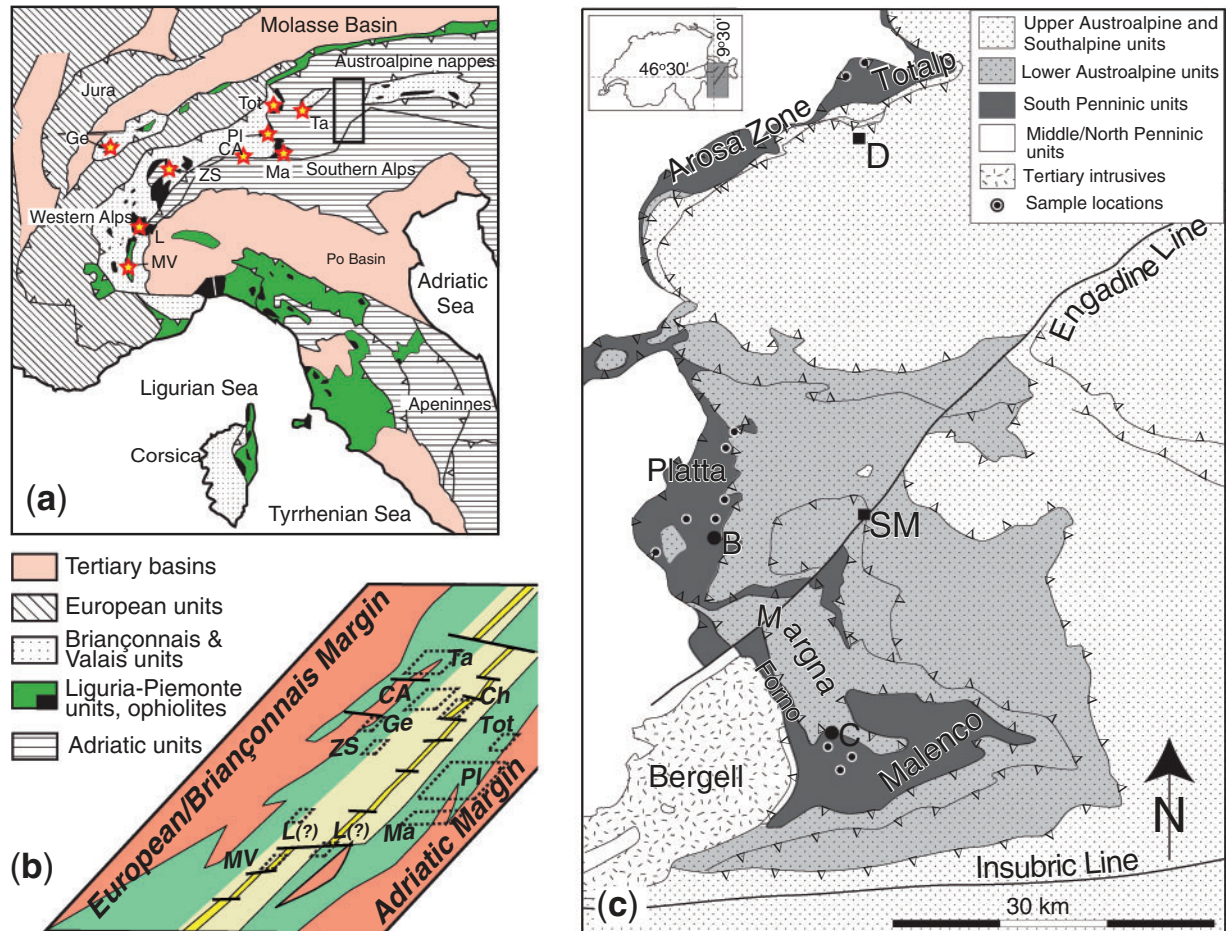 Molasse Basin
Austroalpine nappes
Jura
Tot
Ge
Ta
Pl
CA
Ma
Southern Alps
ZS
Western Alps
L
MV
Po Basin
Adriatic
Sea
Ligurian Sea
Apeninnes
Corsica
(a)
Tyrrhenian Sea
Tertiary basins
European units
Briançonnais &
Valais units
Liguria-Piemonte
units, ophiolites
Adriatic units
European/Briançonnais Margin
Ta
CA
Ch
Ge
Tot
ZS
Pl
L(?)
L(?)
Ma
MV
Adriatic Margin
(b)
9°30'
46°30'
Upper Austroalpine and
Southalpine units
Lower Austroalpine units
South Penninic units
Middle/North Penninic
units
Tertiary intrusives
Sample locations
Totalp
Arosa Zone
D
Engadine Line
Platta
SM
B
Margna
Forno
C
Malenco
Bergell
N
Insubric Line
(c)
30 km